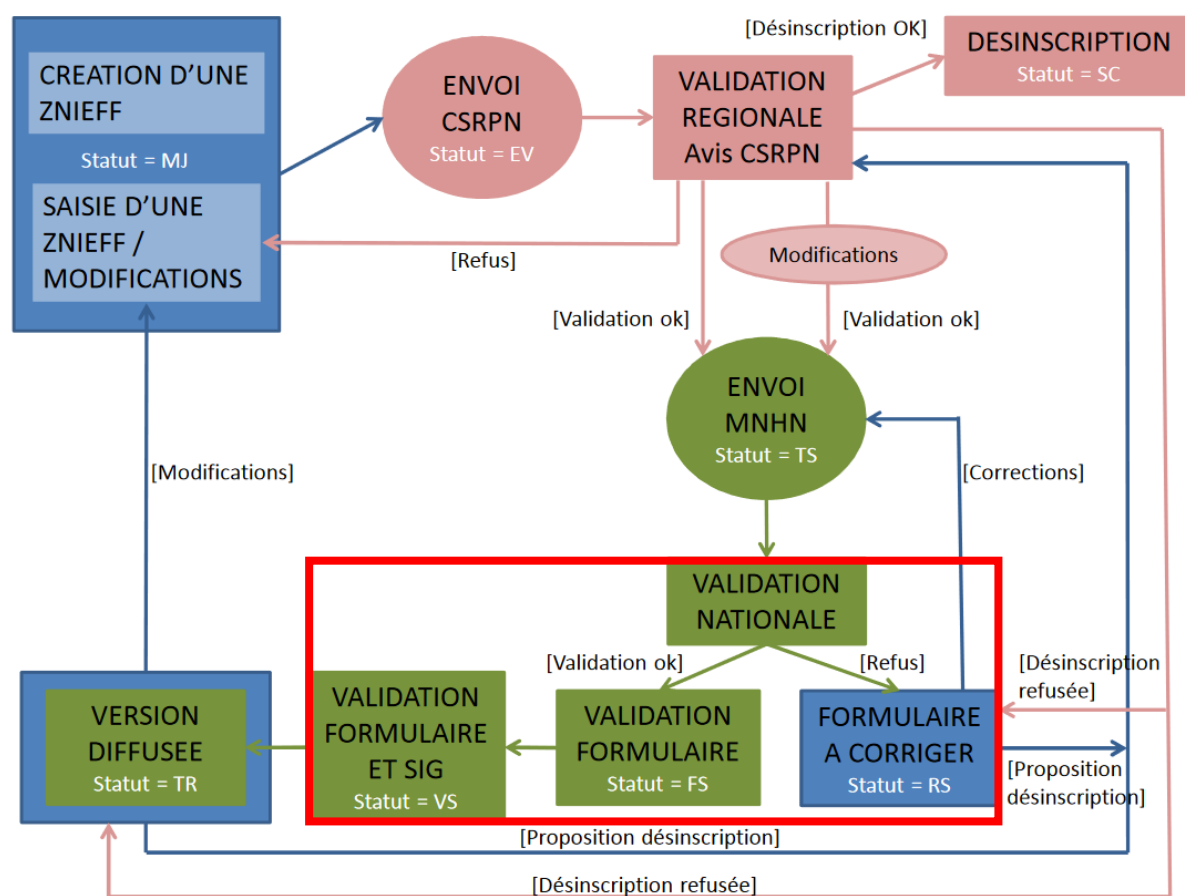 [Désinscription OK]
DESINSCRIPTION
Statut = SC
CREATION D’UNE
ZNIEFF
Statut = MJ
SAISIE D’UNE
ZNIEFF /
MODIFICATIONS
ENVOI
CSRPN
Statut = EV
VALIDATION
REGIONALE
Avis CSRPN
[Refus]
Modifications
[Validation ok]
[Validation ok]
ENVOI
MNHN
Statut = TS
[Modifications]
[Corrections]
VALIDATION
NATIONALE
[Validation ok]
[Refus]
[Désinscription
refusée]
VERSION
DIFFUSEE
Statut = TR
VALIDATION
FORMULAIRE
ET SIG
Statut = VS
VALIDATION
FORMULAIRE
Statut = FS
FORMULAIRE
A CORRIGER
Statut = RS
[Proposition
désinscription]
[Proposition désinscription]
[Désinscription refusée]